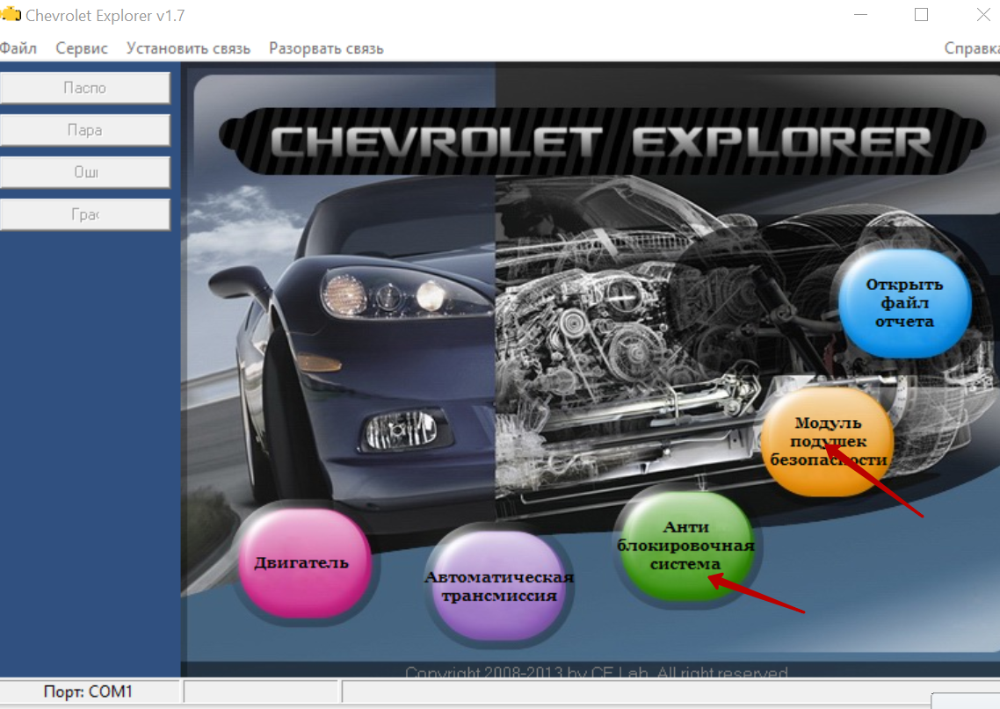 Chevrolet Explorer v1.7
Файл Сервис Установить связь Разорвать связь Справка
Паспо
Пара
Оши
Граф
CHEVROLET EXPLORER
Открыть
файл
отчета
Модуль
подушек
безопасности
Анти
блокировочная
система
Двигатель
Автоматическая
трансмиссия
Copyright 2008-2013 by CE Lab. All right reserved
Порт: COM1